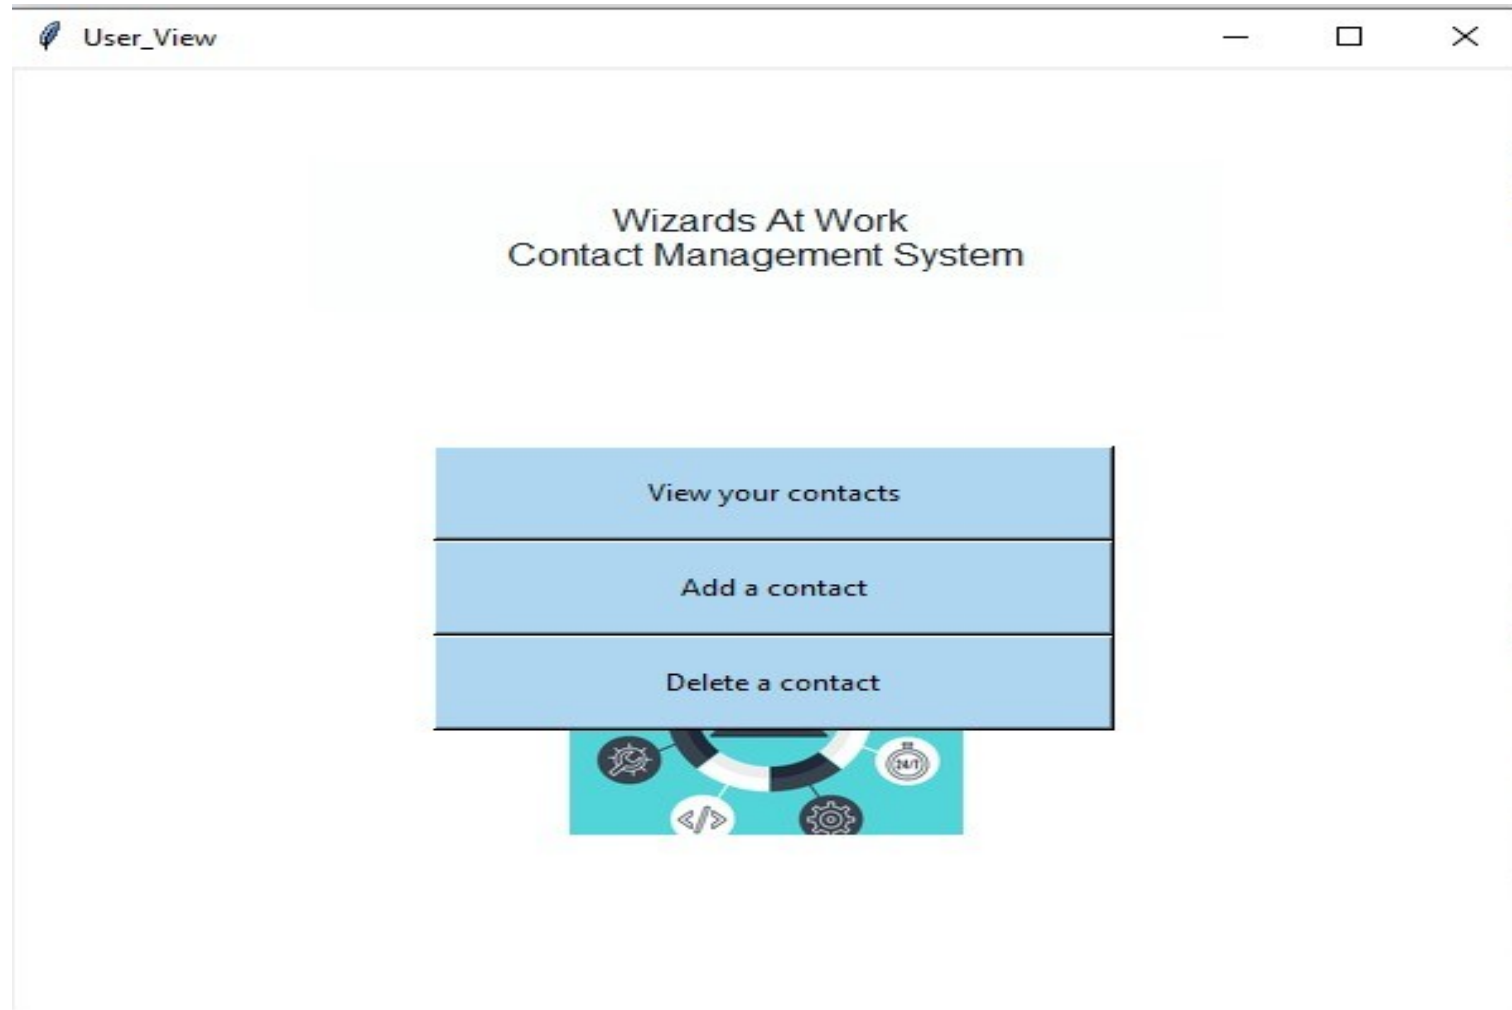 User_View
Wizards At Work
Contact Management System
View your contacts
Add a contact
Delete a contact
24/7
</>